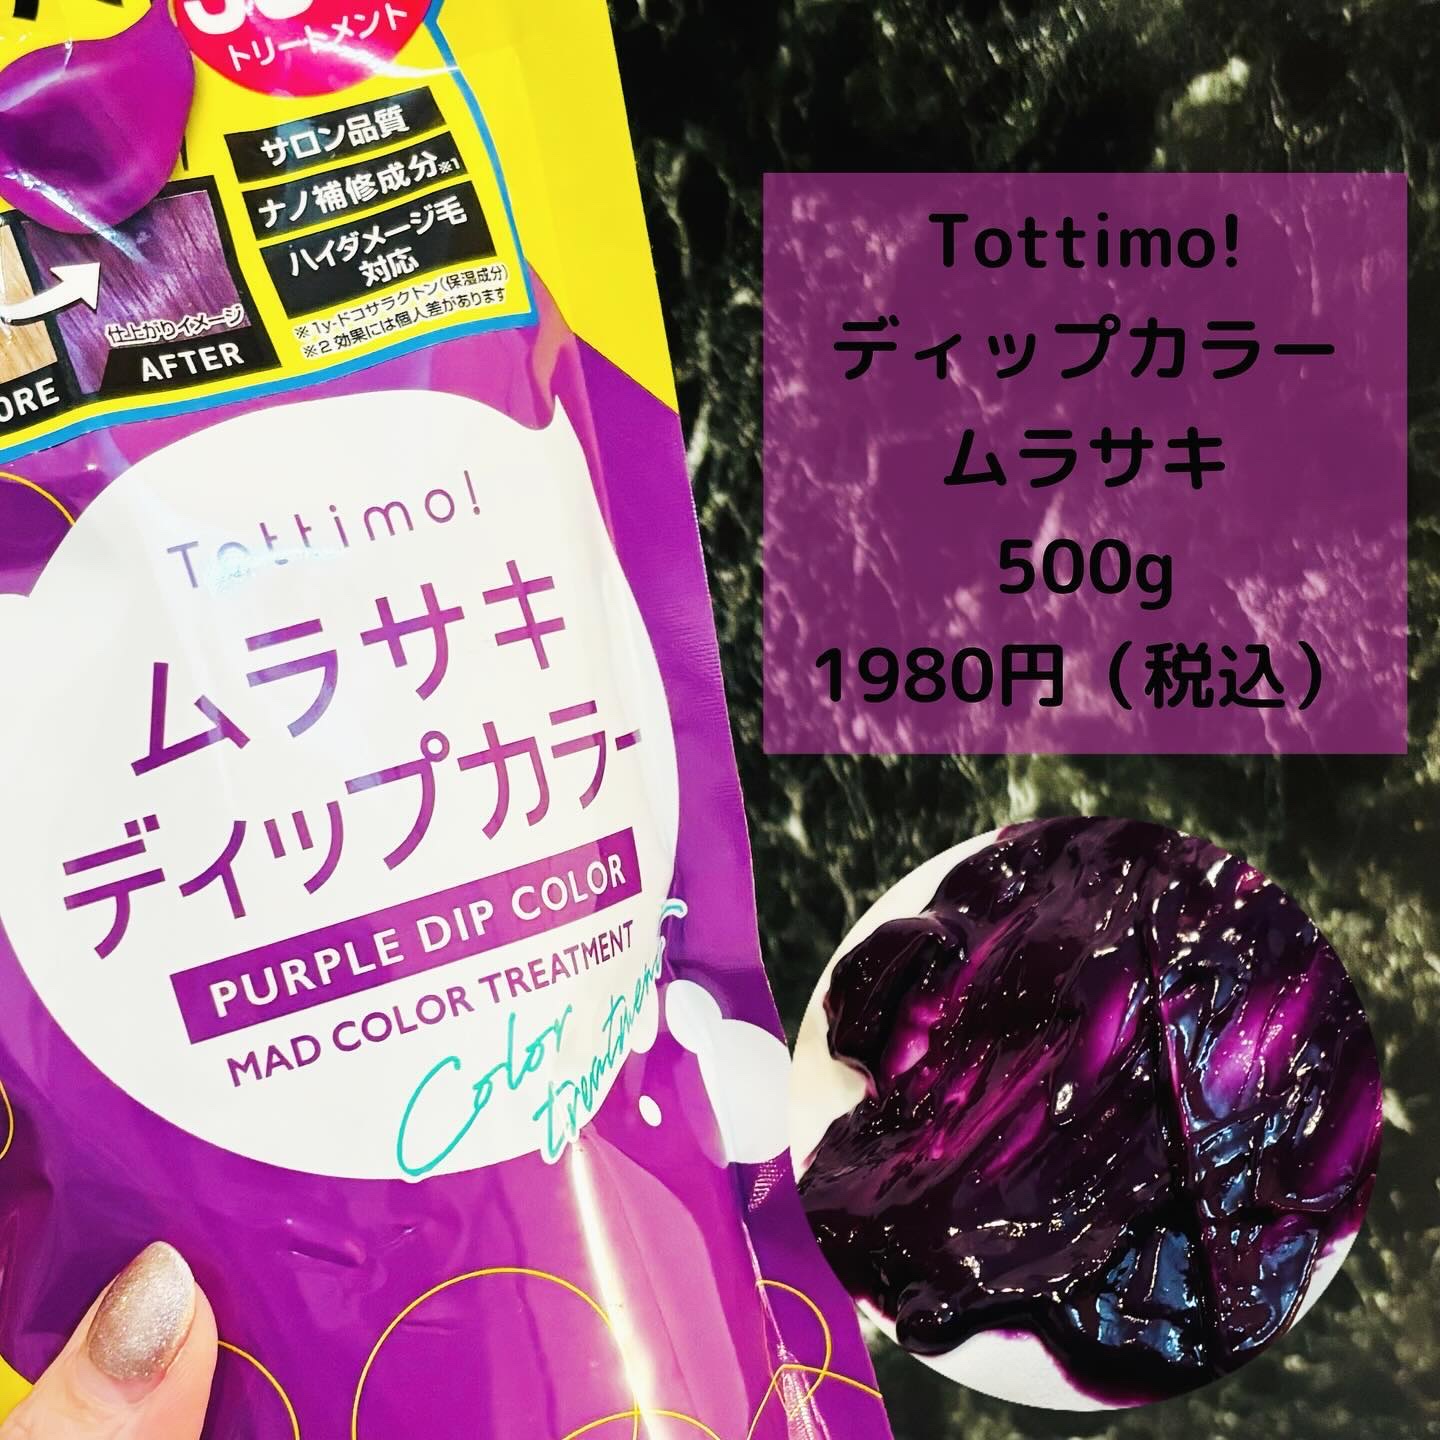 トリートメント
サロン品質
ナノ補修成分※1
ハイダメージ毛
対応
※1γ-ドコサラクトン(保湿成分)
※2 効果には個人差があります
仕上がりイメージ
AFTER
Tottimo!
ムラサキ
ディップカラー
PURPLE DIP COLOR
MAD COLOR TREATMENT
Color
treatment
Tottimo!
ディップカラー
ムラサキ
500g
1980円（税込）